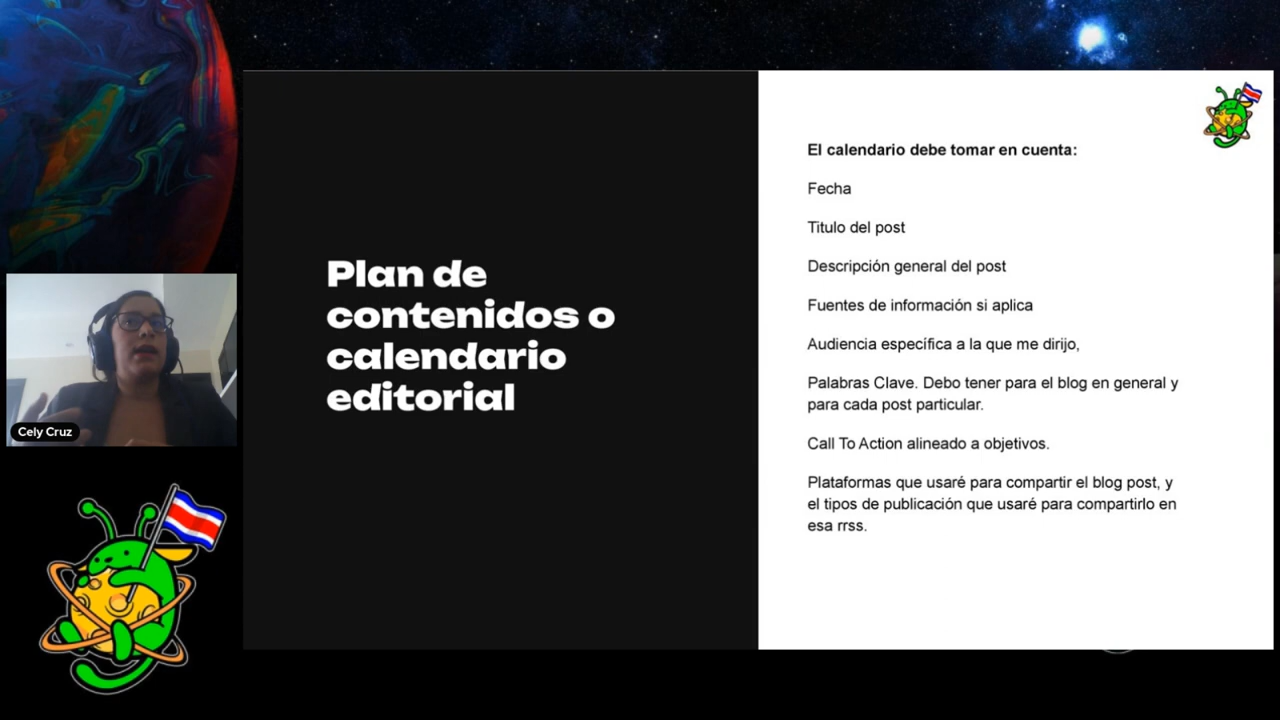 Plan de
contenidos o
calendario
editorial
El calendario debe tomar en cuenta:
Fecha
Titulo del post
Descripción general del post
Fuentes de información si aplica
Audiencia específica a la que me dirijo,
Palabras Clave. Debo tener para el blog en general y
para cada post particular.
Call To Action alineado a objetivos.
Plataformas que usaré para compartir el blog post, y
el tipos de publicación que usaré para compartirlo en
esa rrss.
Cely Cruz